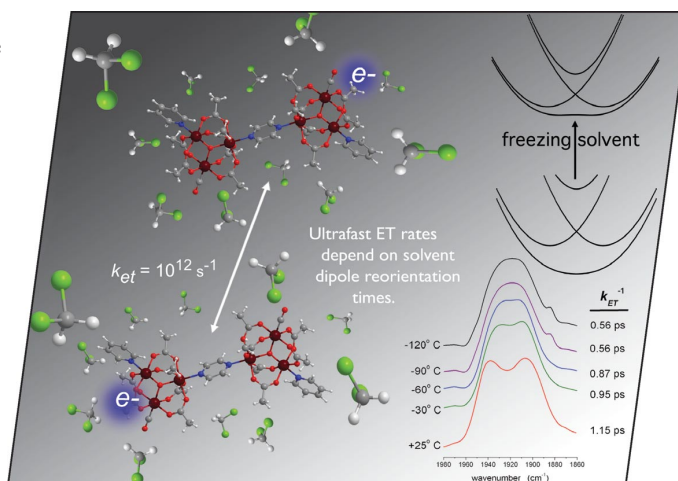 e-
freezing solvent
Ultrafast ET rates
depend on solvent
dipole reorientation
times.
ket = 10^12 s^-1
e-
kET^-1
-120° C 0.56 ps
-90° C 0.56 ps
-60° C 0.87 ps
-30° C 0.95 ps
+25° C 1.15 ps
1980 1960 1940 1920 1900 1880 1860
wavenumber (cm^-1)